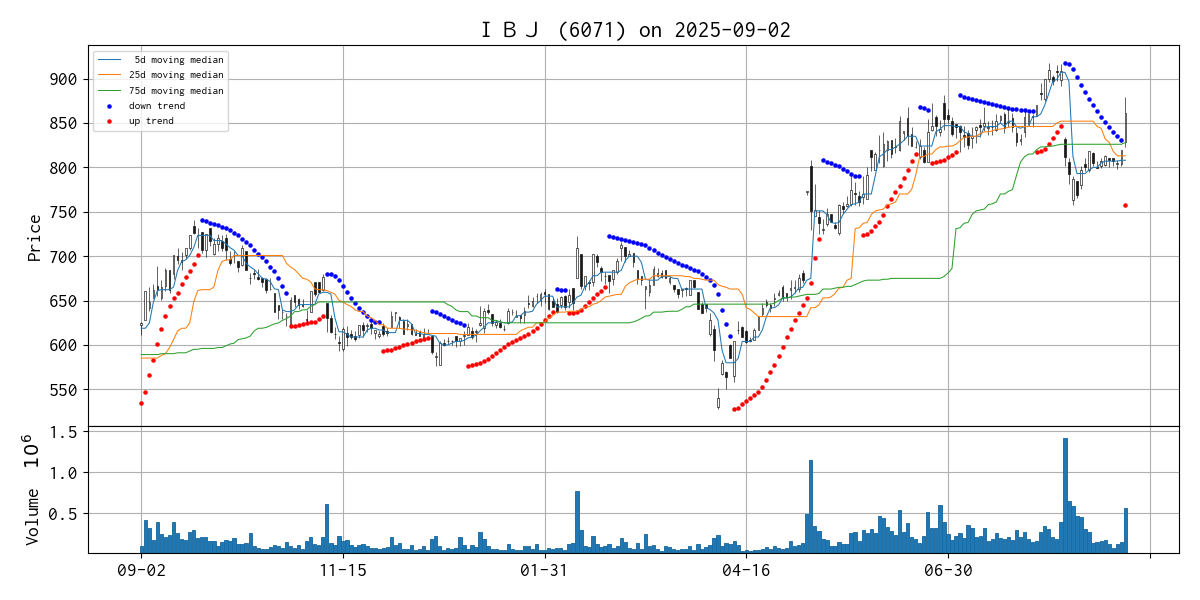 ＩＢＪ (6071) on 2025-09-02
5d moving median
25d moving median
75d moving median
down trend
up trend
Price
900
850
800
750
700
650
600
550
Volume 10^6
1.5
1.0
0.5
09-02 11-15 01-31 04-16 06-30